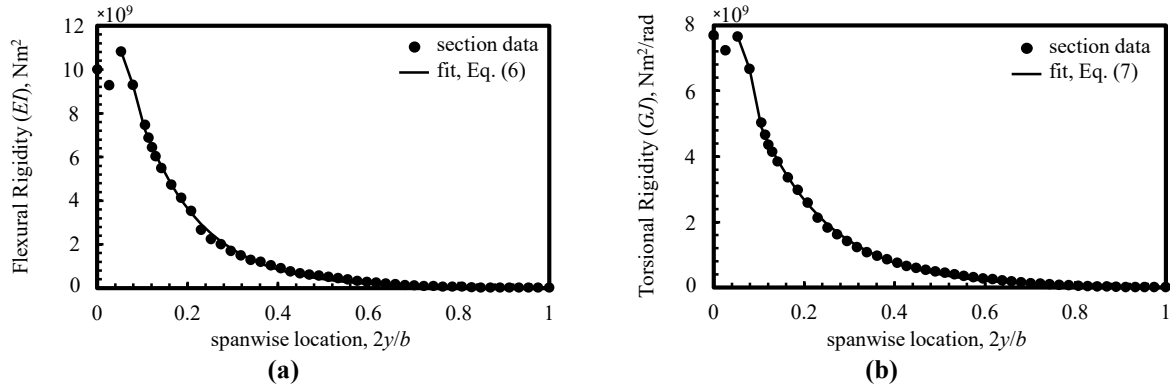 ×10⁹
12
10
8
6
4
2
0
Flexural Rigidity (EI), Nm²
section data
fit, Eq. (6)
0
0.2
0.4
0.6
0.8
1
spanwise location, 2y/b
(a)
×10⁹
8
6
4
2
0
Torsional Rigidity (GJ), Nm²/rad
section data
fit, Eq. (7)
0
0.2
0.4
0.6
0.8
1
spanwise location, 2y/b
(b)